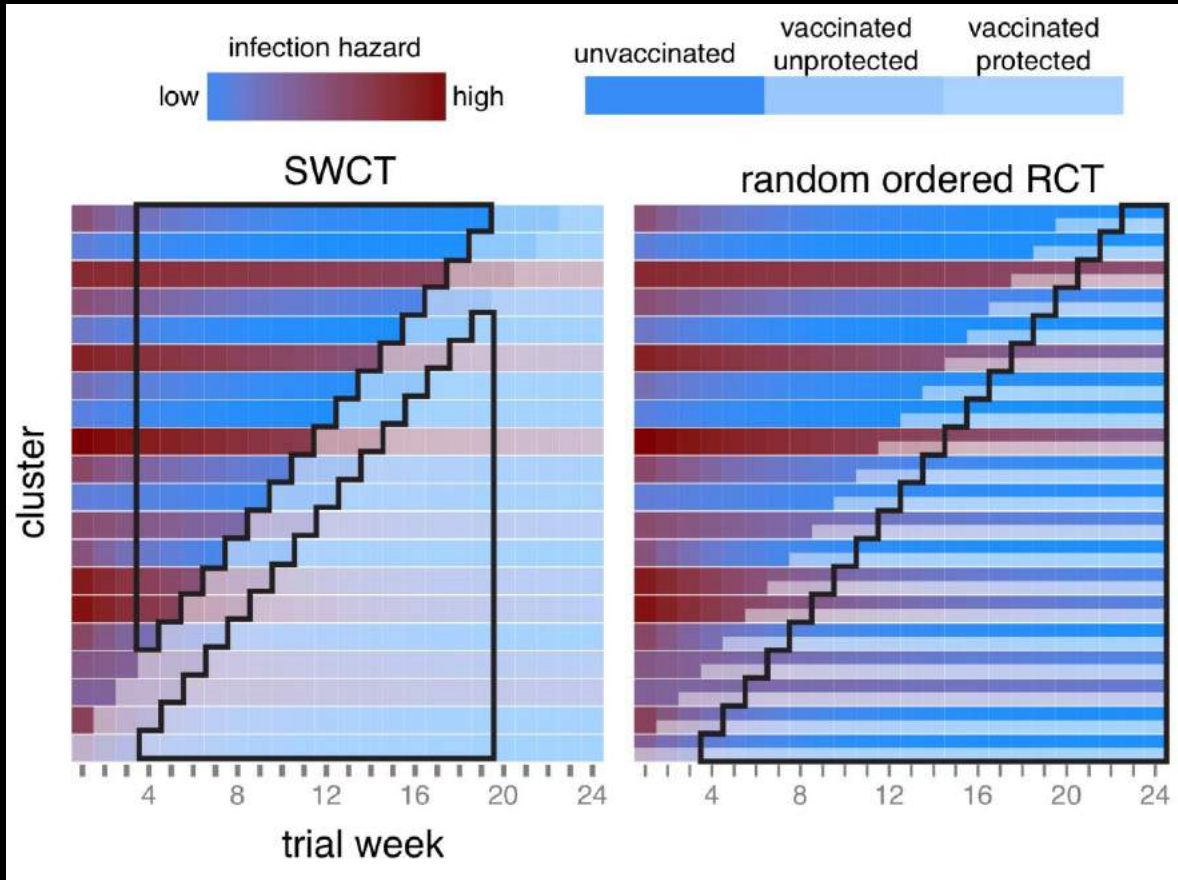 infection hazard
low high
unvaccinated
vaccinated
unprotected
vaccinated
protected
SWCT
random ordered RCT
cluster
4 8 12 16 20 24
4 8 12 16 20 24
trial week